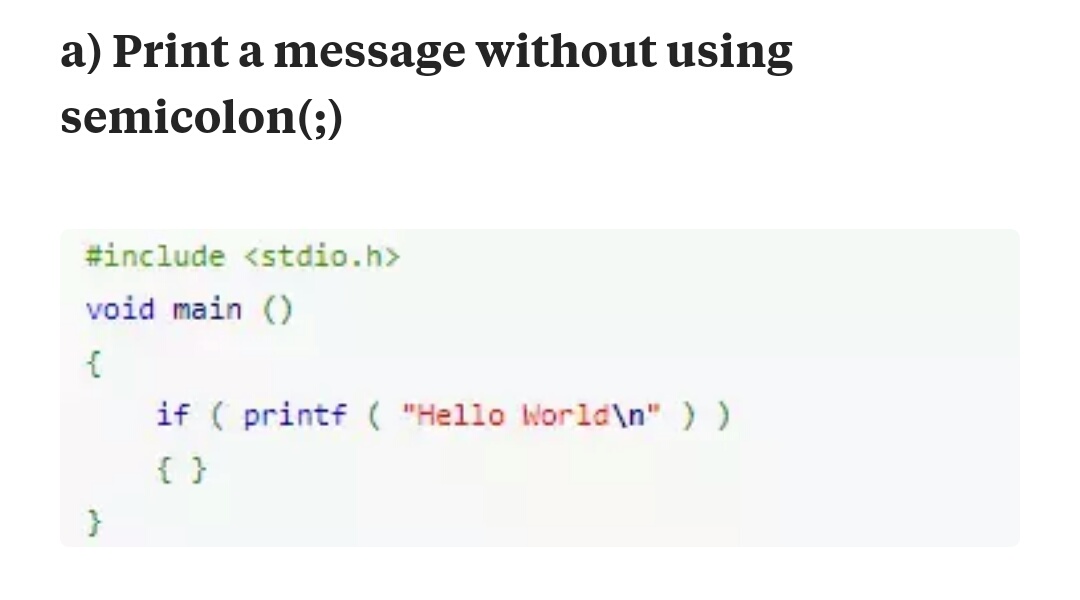 a) Print a message without using
semicolon(;)
#include <stdio.h>
void main ()
{
if ( printf ( "Hello World\n" ) )
{ }
}